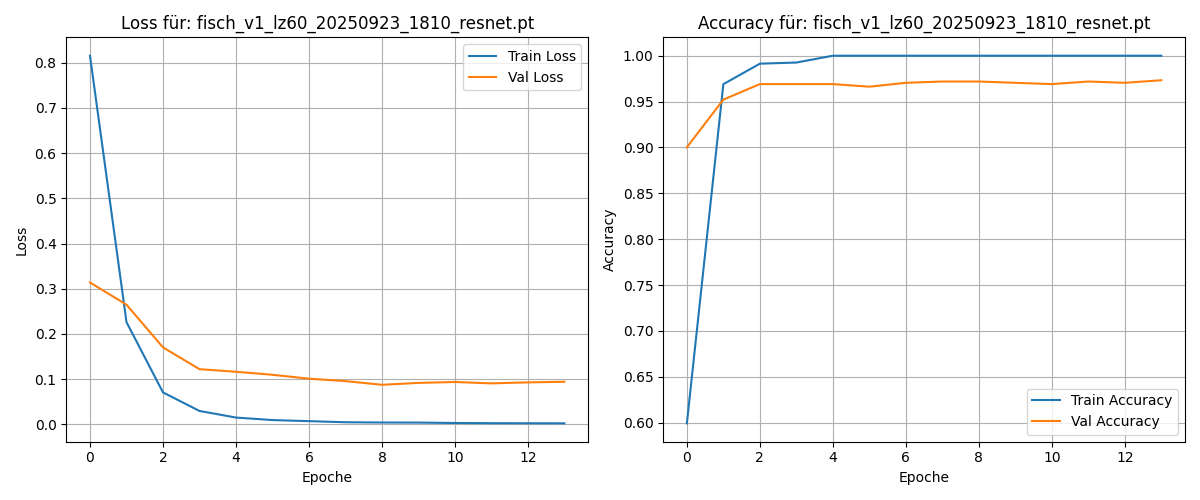 Loss für: fisch_v1_lz60_20250923_1810_resnet.pt
Train Loss
Val Loss
0.8
0.7
0.6
0.5
0.4
0.3
0.2
0.1
0.0
Loss
0 2 4 6 8 10 12
Epoche
Accuracy für: fisch_v1_lz60_20250923_1810_resnet.pt
1.00
0.95
0.90
0.85
0.80
0.75
0.70
0.65
0.60
Accuracy
Train Accuracy
Val Accuracy
0 2 4 6 8 10 12
Epoche